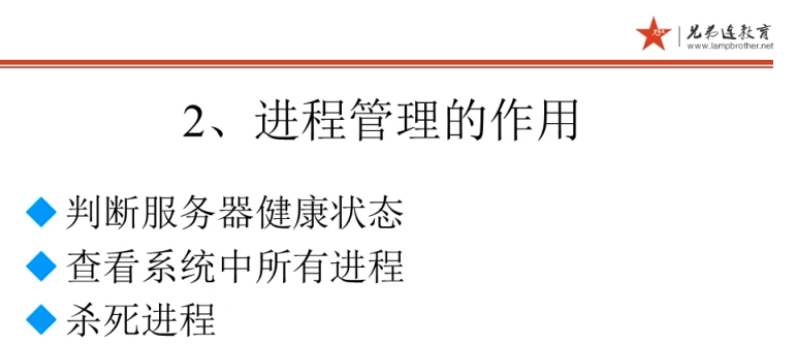 兄弟连教育
www.lampbrother.net
2、进程管理的作用
判断服务器健康状态
查看系统中所有进程
杀死进程